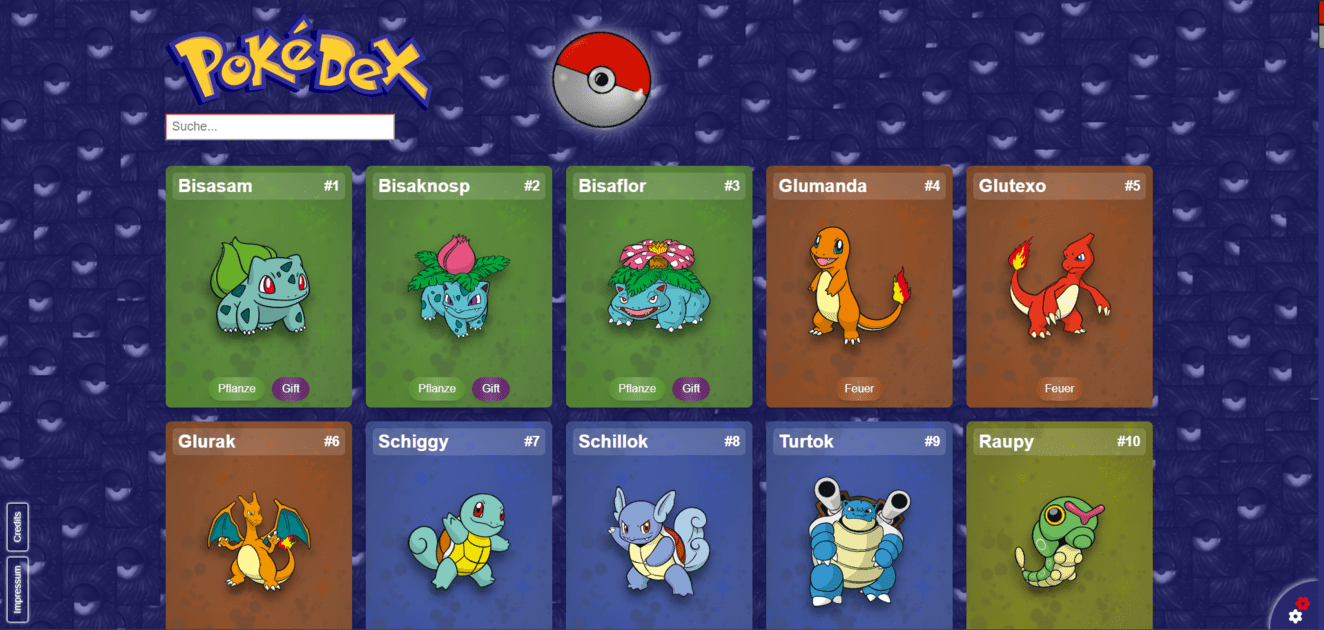 PoKéDeX
Suche...
Bisasam #1
Bisaknosp #2
Bisaflor #3
Glumanda #4
Glutexo #5
Pflanze Gift
Pflanze Gift
Pflanze Gift
Feuer
Feuer
Glurak #6
Schiggy #7
Schillok #8
Turtok #9
Raupy #10
Credits
Impressum